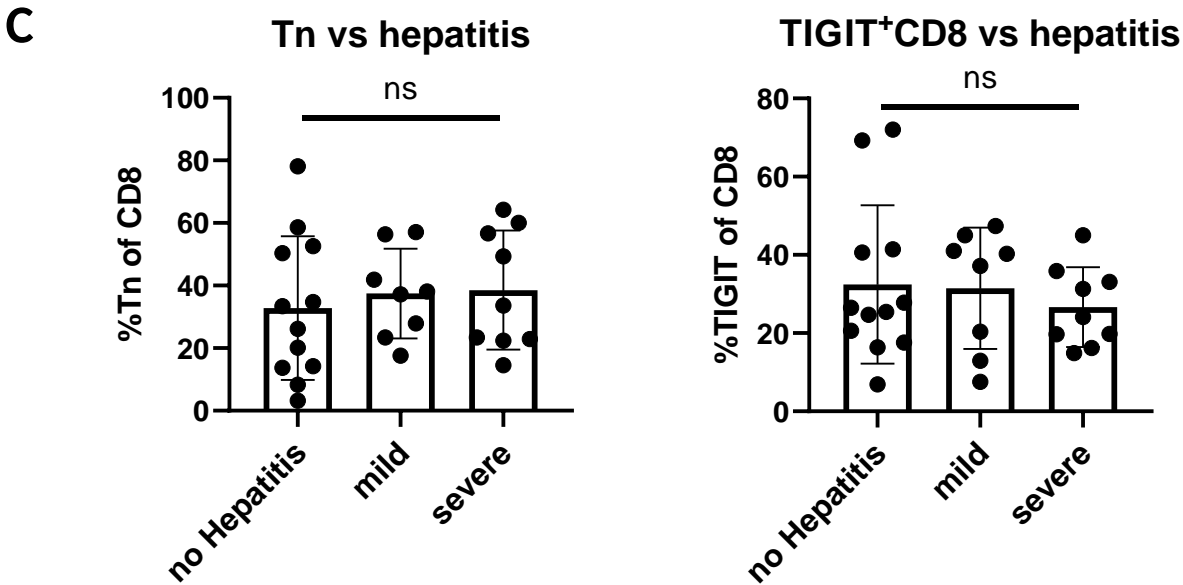 C
Tn vs hepatitis
ns
%Tn of CD8
100
80
60
40
20
0
no Hepatitis
mild
severe
TIGIT⁺CD8 vs hepatitis
ns
%TIGIT of CD8
80
60
40
20
0
no Hepatitis
mild
severe